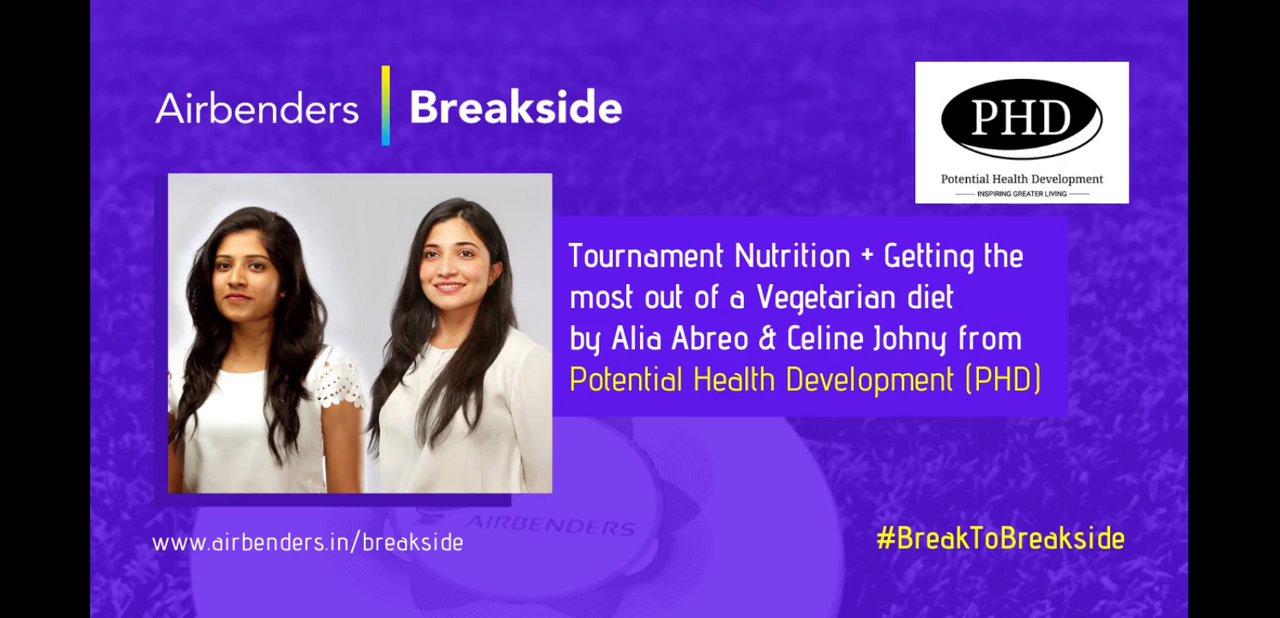 Airbenders | Breakside
PHD
Potential Health Development
INSPIRING GREATER LIVING
Tournament Nutrition + Getting the
most out of a Vegetarian diet
by Alia Abreo & Celine Johny from
Potential Health Development (PHD)
AIRBENDERS
www.airbenders.in/breakside
#BreakToBreakside